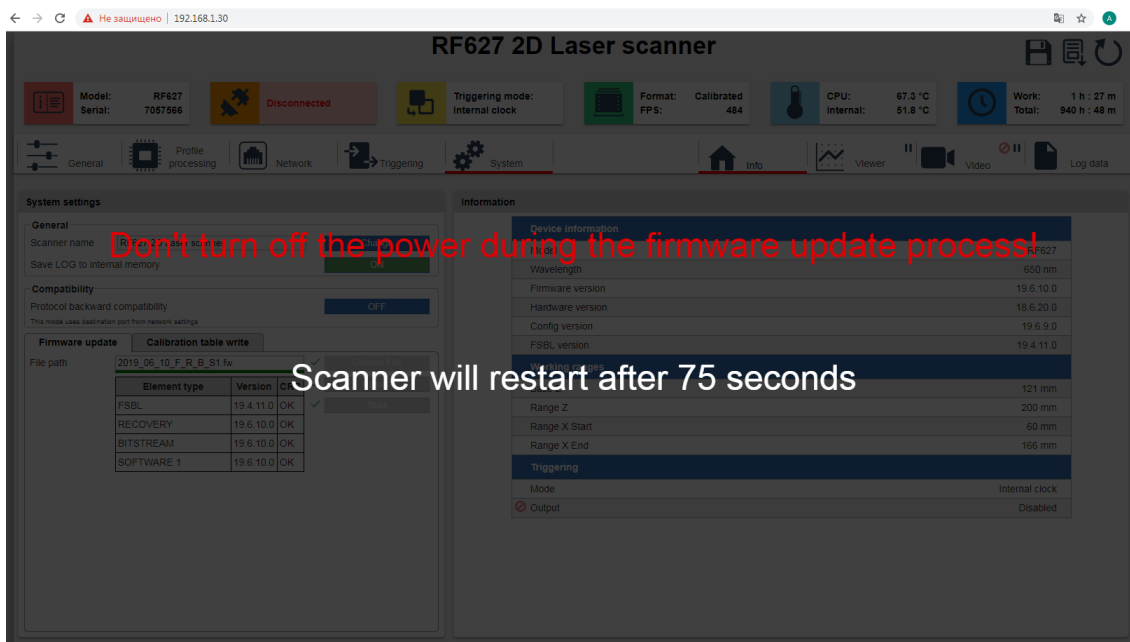 Не защищено | 192.168.1.30
RF627 2D Laser scanner
Model: RF627
Serial: 7057566
Disconnected
Triggering mode:
Internal clock
Format: Calibrated
FPS: 484
CPU: 67.3 °C
Internal: 51.8 °C
Work: 1 h : 27 m
Total: 940 h : 48 m
General
Profile
processing
Network
Triggering
System
Info
Viewer
Video
Log data
System settings
General
Scanner name RF627 2D Laser scanner Change
Save LOG to internal memory ON
Compatibility
Protocol backward compatibility OFF
This mode uses destination port from network settings
Firmware update Calibration table write
File path 2019_06_10_F_R_B_S1.fw
Element type Version
FSBL 19.4.11.0 OK Start
RECOVERY 19.6.10.0 OK
BITSTREAM 19.6.10.0 OK
SOFTWARE 1 19.6.10.0 OK
Don't turn off the power during the firmware update process!
Scanner will restart after 75 seconds
Information
Device information
Model RF627
Wavelength 650 nm
Firmware version 19.6.10.0
Hardware version 18.6.20.0
Config version 19.6.9.0
FSBL version 19.4.11.0
Working ranges
121 mm
Range Z 200 mm
Range X Start 60 mm
Range X End 166 mm
Triggering
Mode Internal clock
Output Disabled